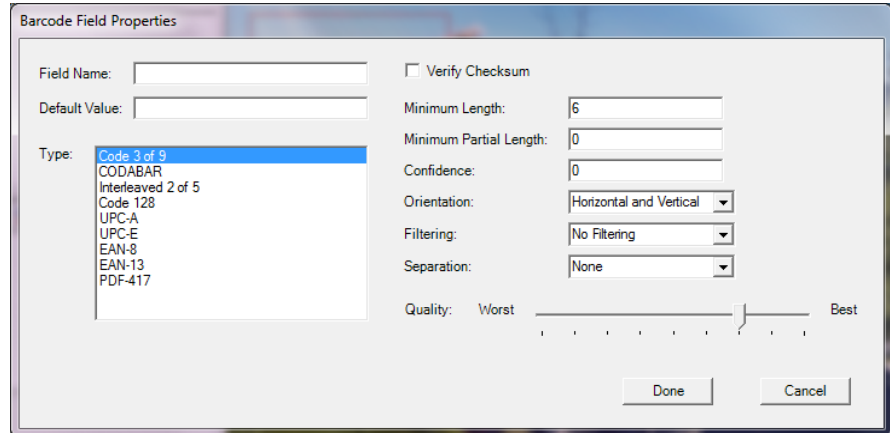 Barcode Field Properties
Field Name:
Default Value:
Type:
Code 3 of 9
CODABAR
Interleaved 2 of 5
Code 128
UPC-A
UPC-E
EAN-8
EAN-13
PDF-417
Verify Checksum
Minimum Length: 6
Minimum Partial Length: 0
Confidence: 0
Orientation: Horizontal and Vertical
Filtering: No Filtering
Separation: None
Quality: Worst Best
Done Cancel